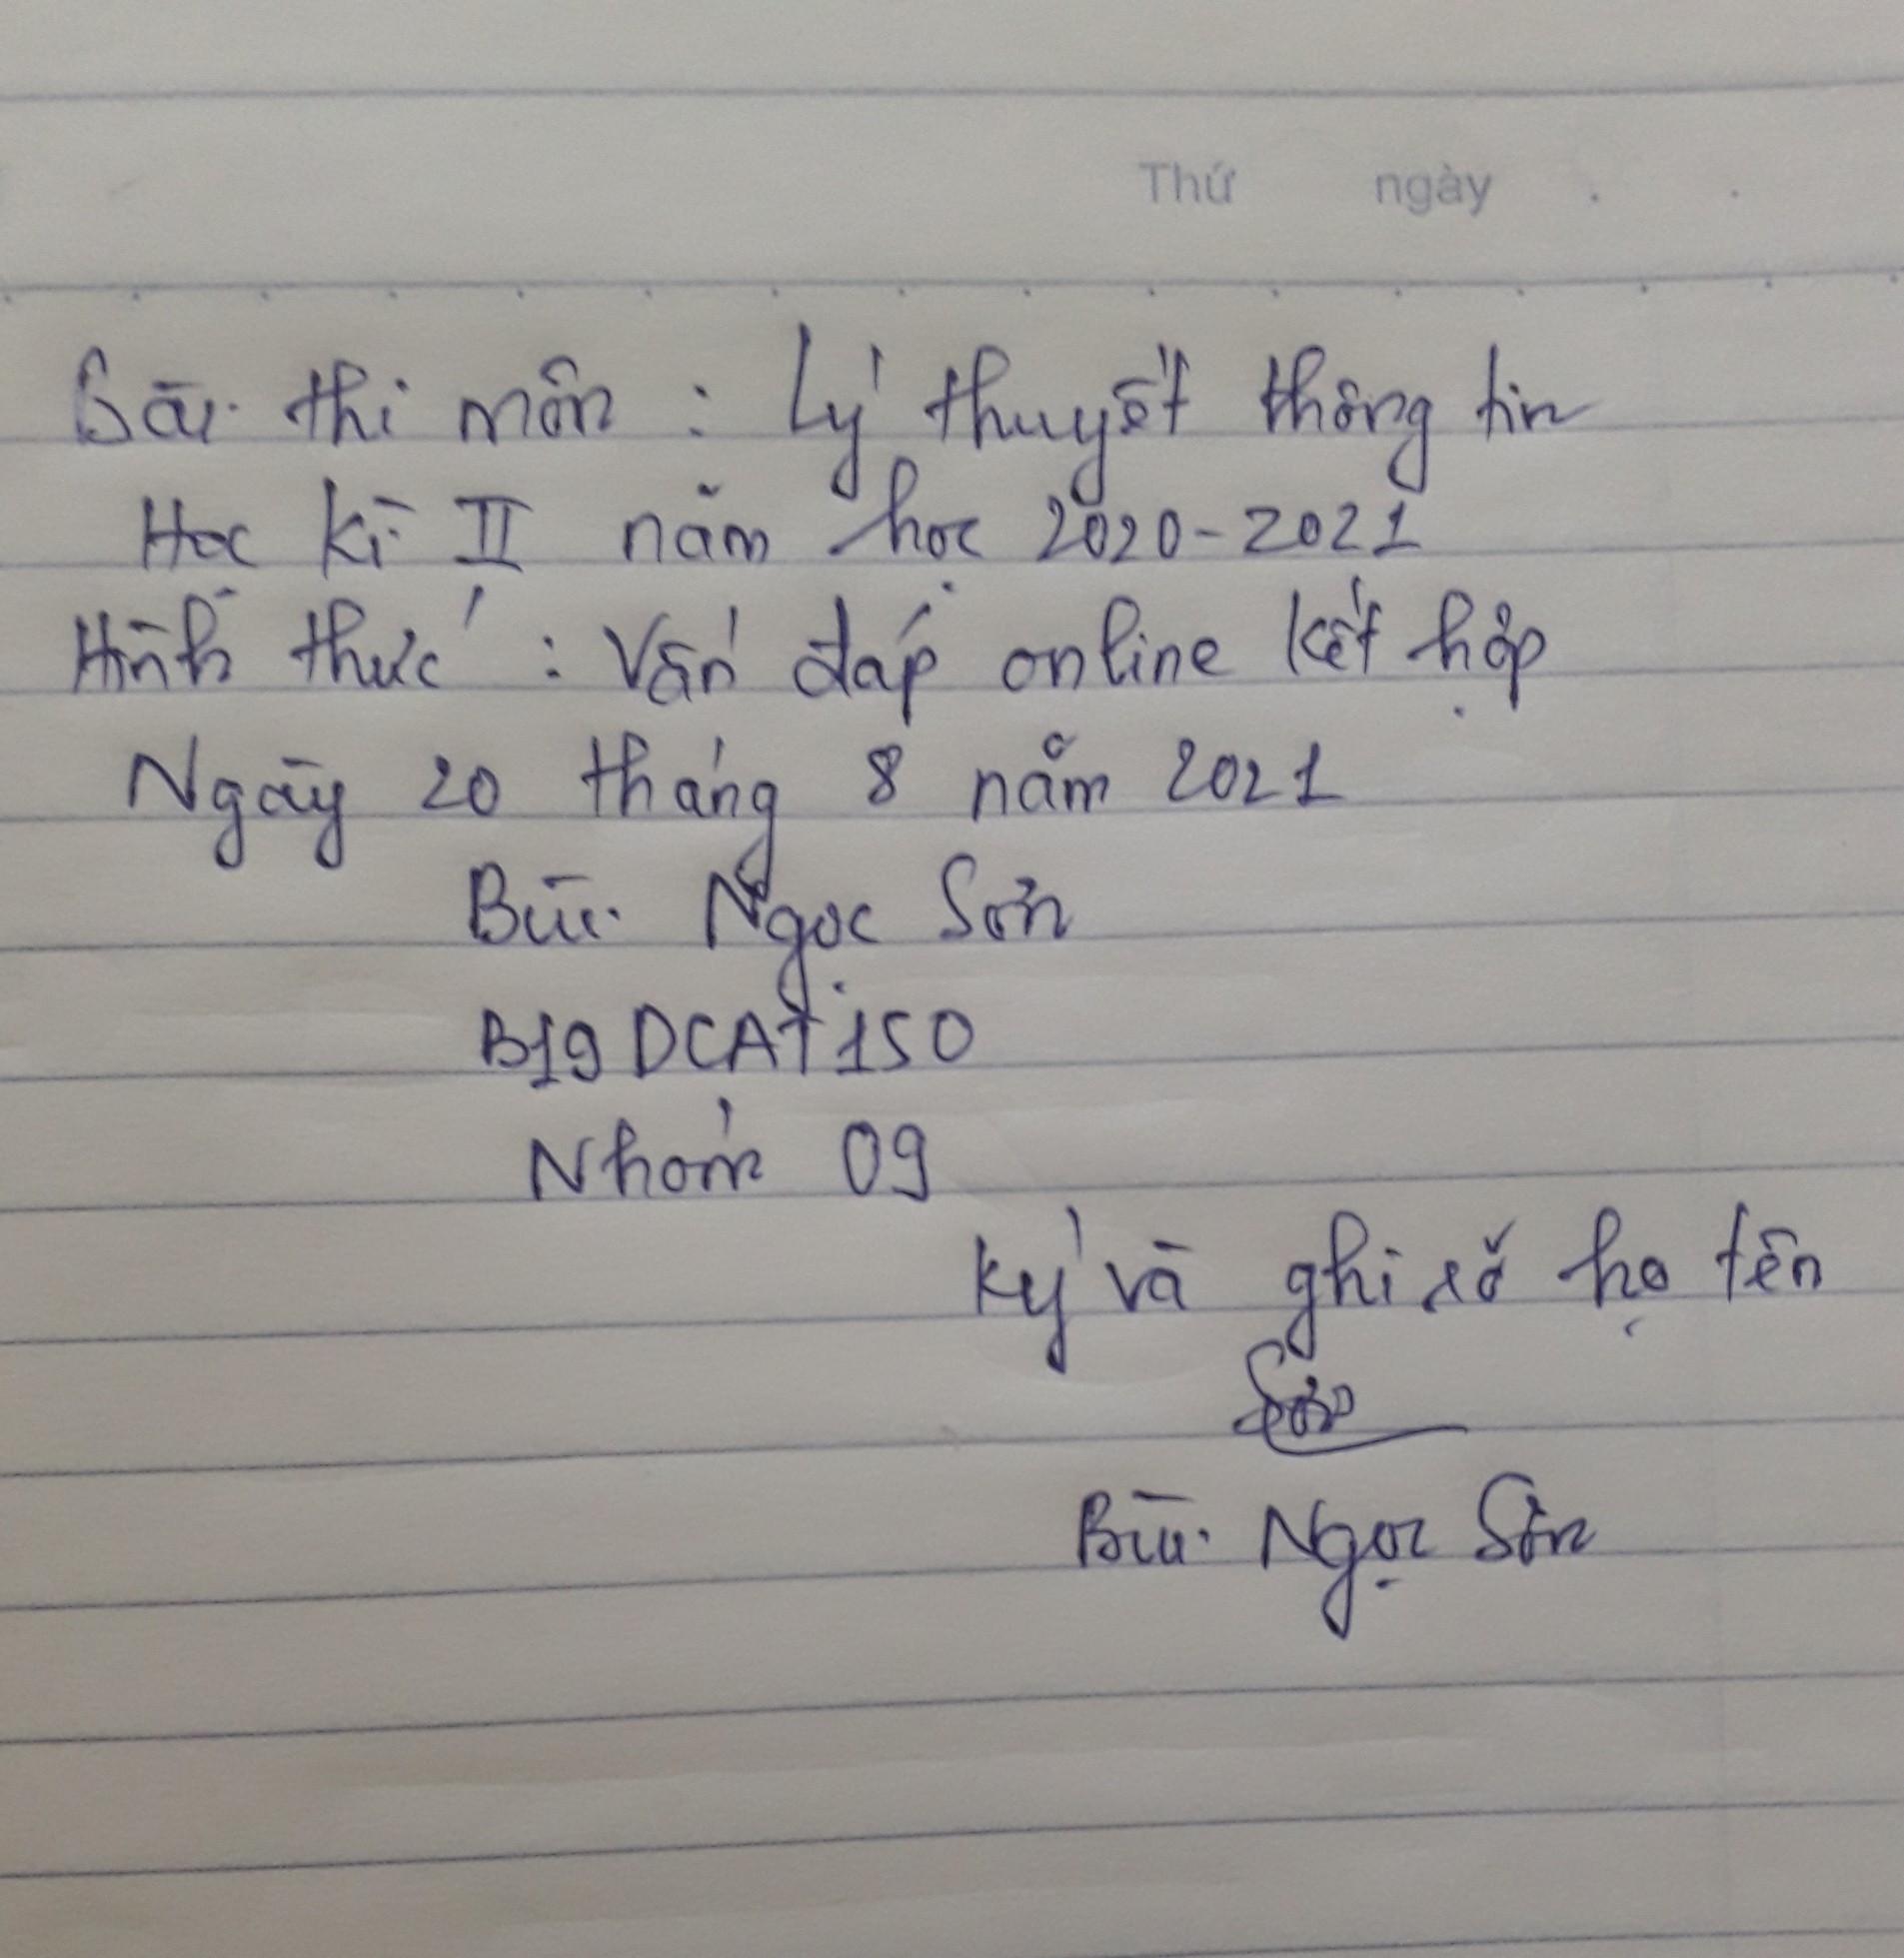 Thứ ngày
Bài thi môn : Lý thuyết thông tin
Học kì II năm học 2020-2021
Hình thức : Vấn đáp online kết hợp
Ngày 20 tháng 8 năm 2021
Bùi Ngọc Sơn
B19DCAT150
Nhóm 09
Ký và ghi rõ họ tên
Sơn
Bùi Ngọc Sơn